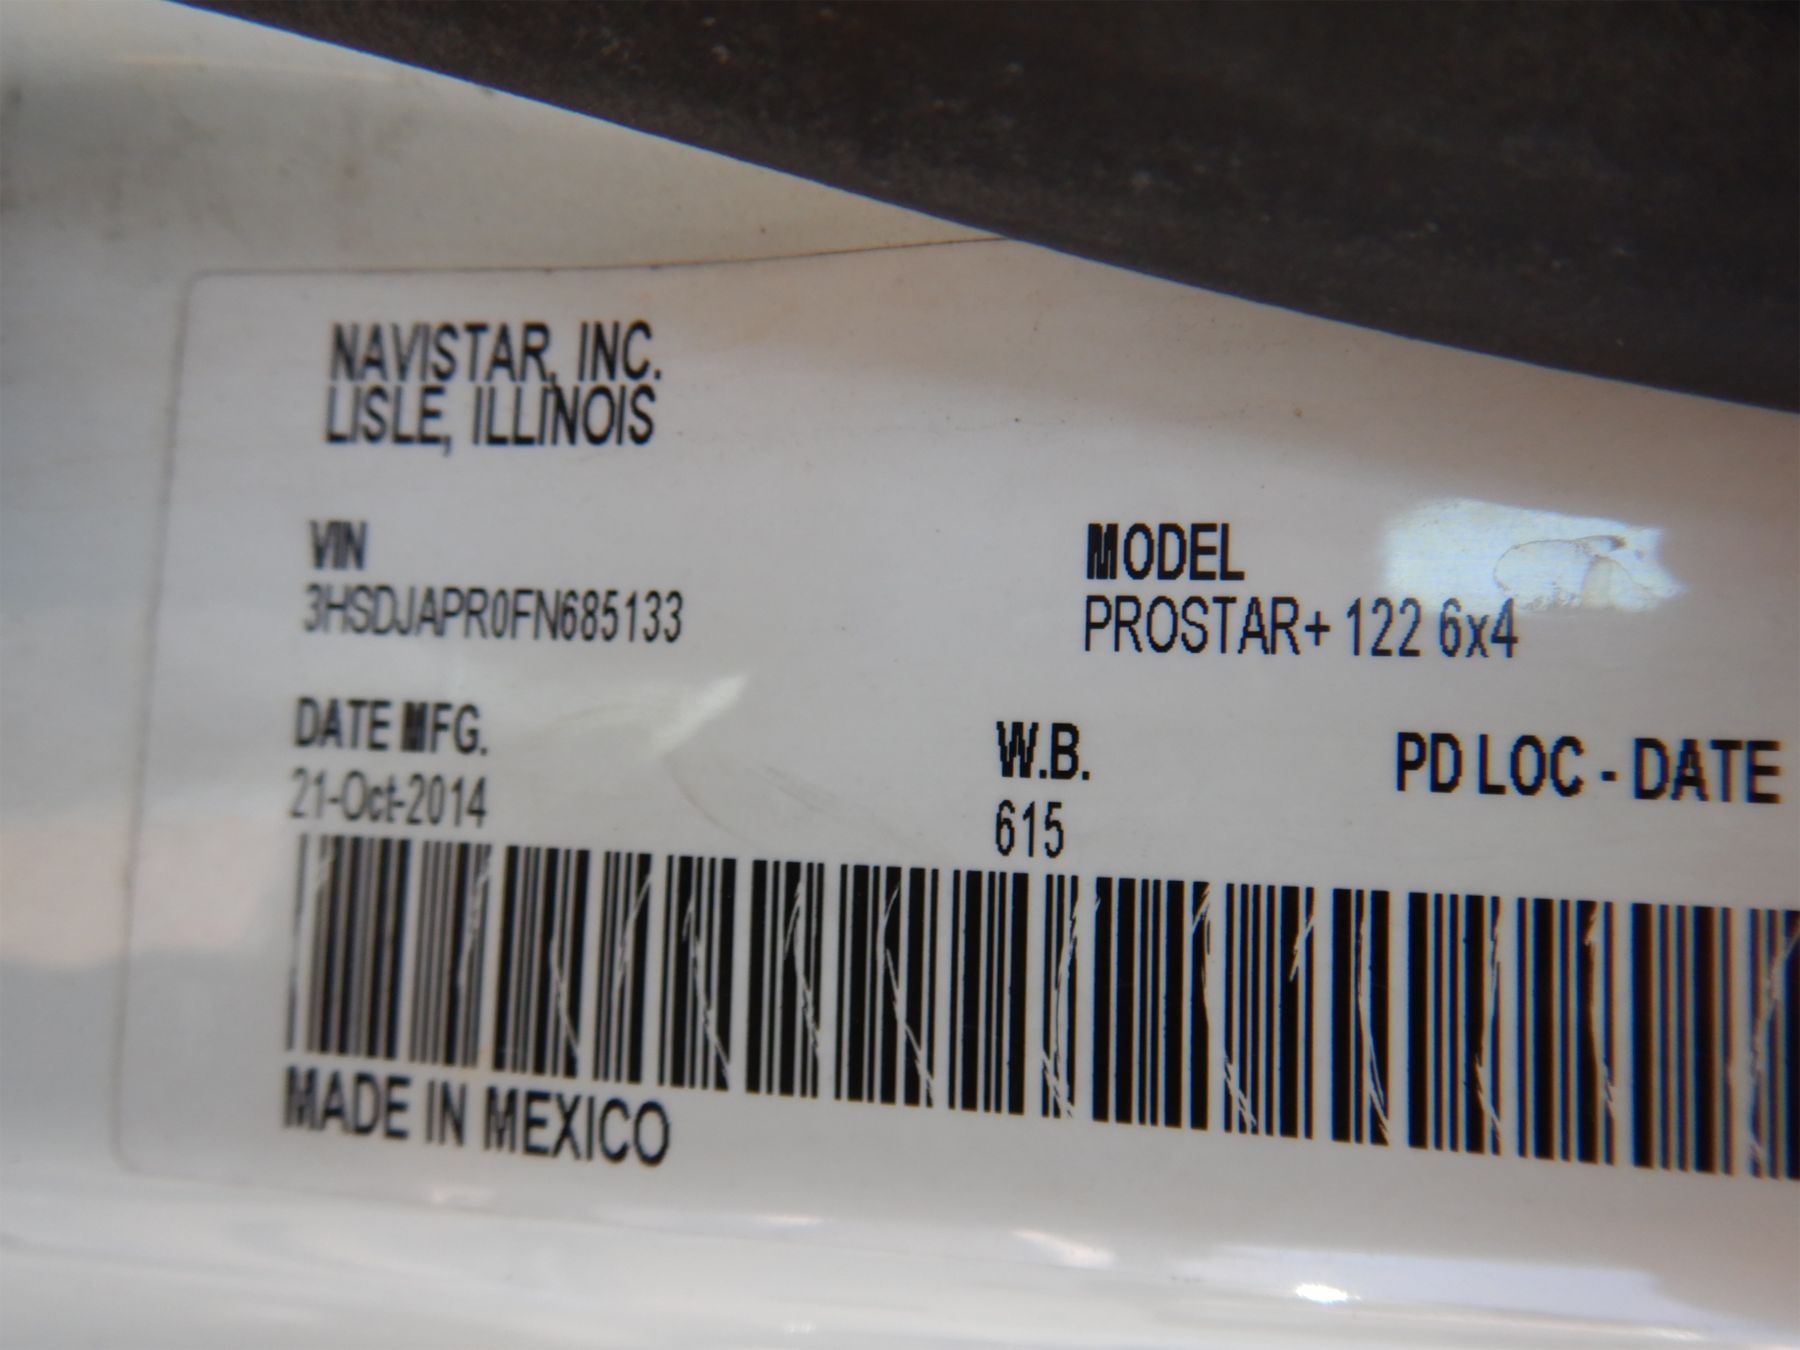 NAVISTAR, INC.
LISLE, ILLINOIS
VIN
3HSDJAPR0FN685133
MODEL
PROSTAR+ 122 6x4
DATE MFG.
21-Oct-2014
W.B.
615
PD LOC - DATE
MADE IN MEXICO